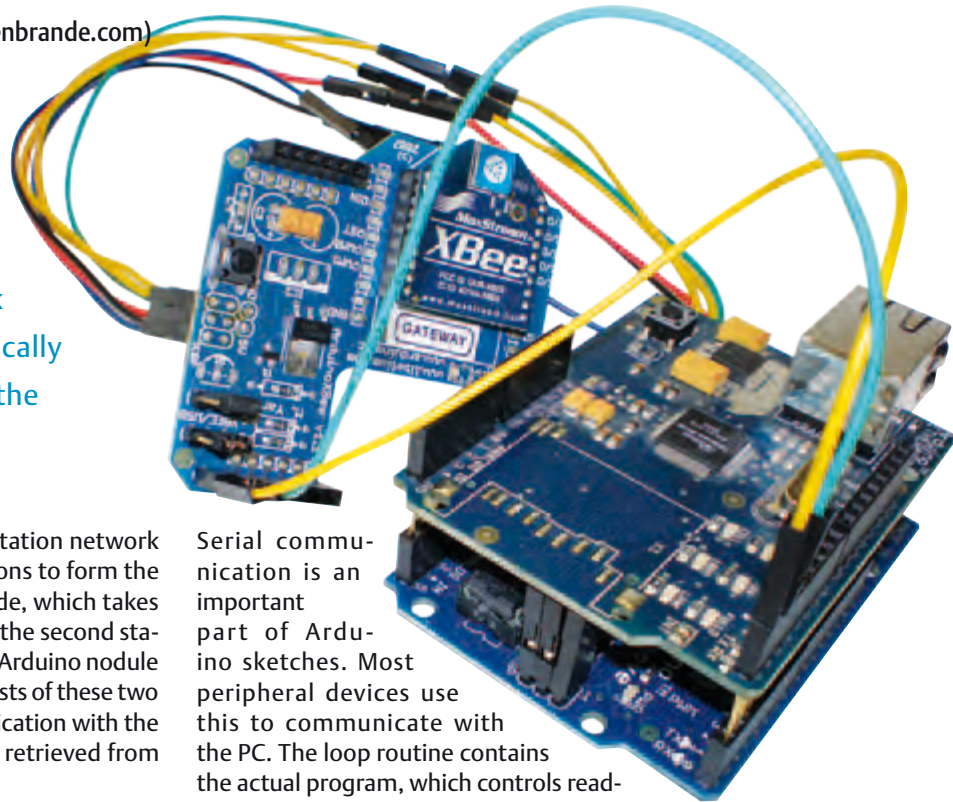 enbrande.com)
k
cally
the
tation network
ons to form the
de, which takes
the second sta-
Arduino nodule
sts of these two
ication with the
retrieved from
Serial commu-
nication is an
important
part of Ardu-
ino sketches. Most
peripheral devices use
this to communicate with
the PC. The loop routine contains
the actual program, which controls read-
MaxStream
XBee
GATEWAY